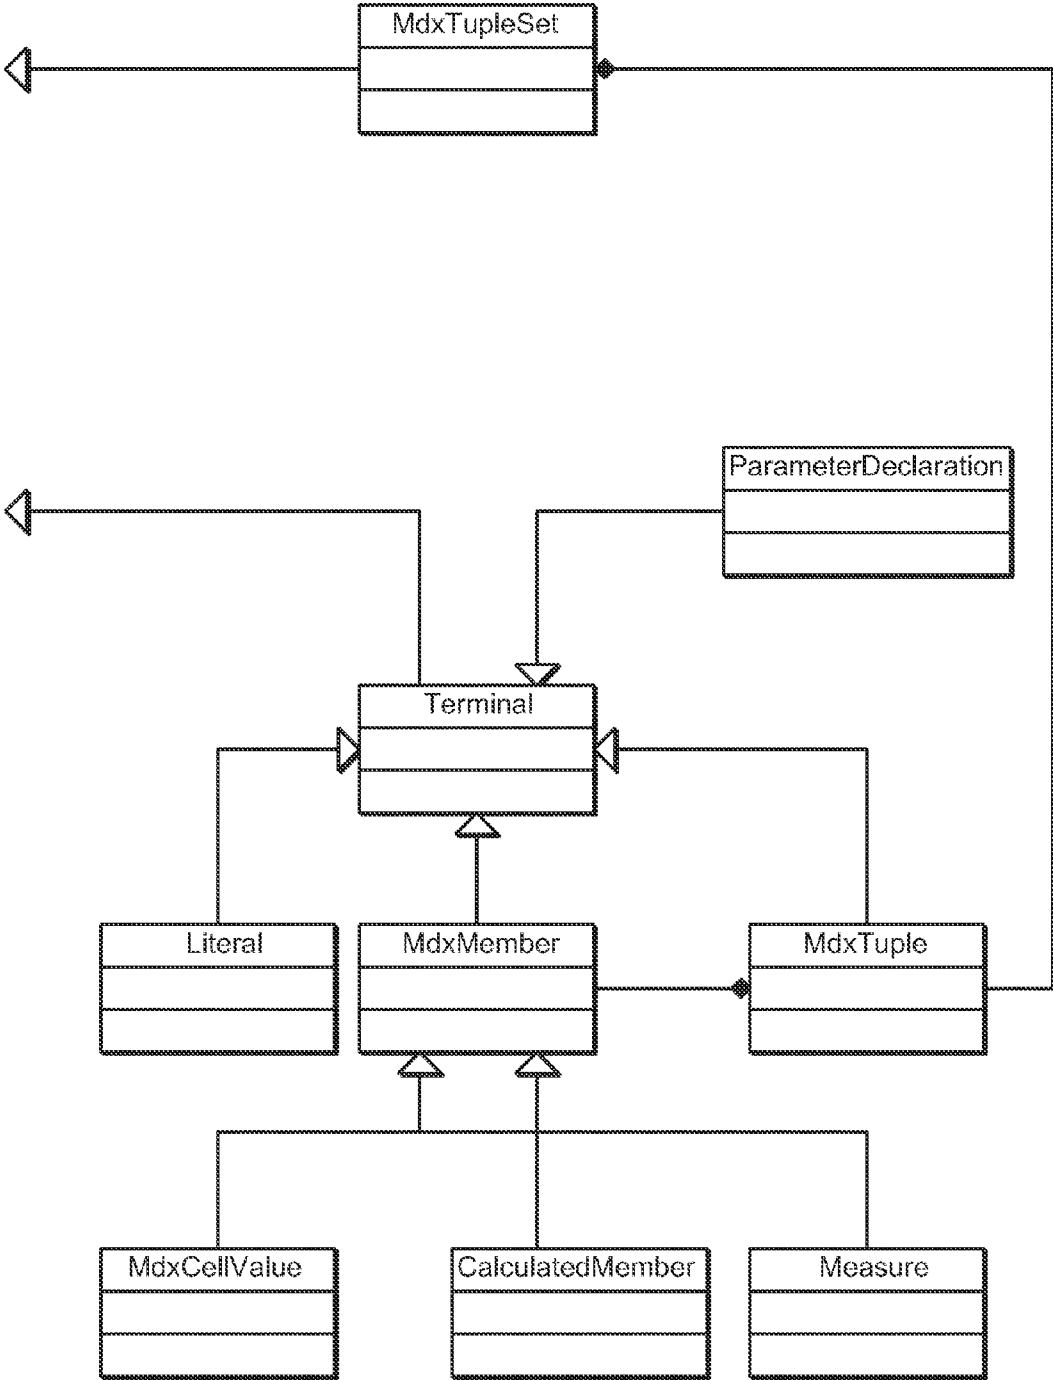 MdxTupleSet
ParameterDeclaration
Terminal
Literal
MdxMember
MdxTuple
MdxCellValue
CalculatedMember
Measure